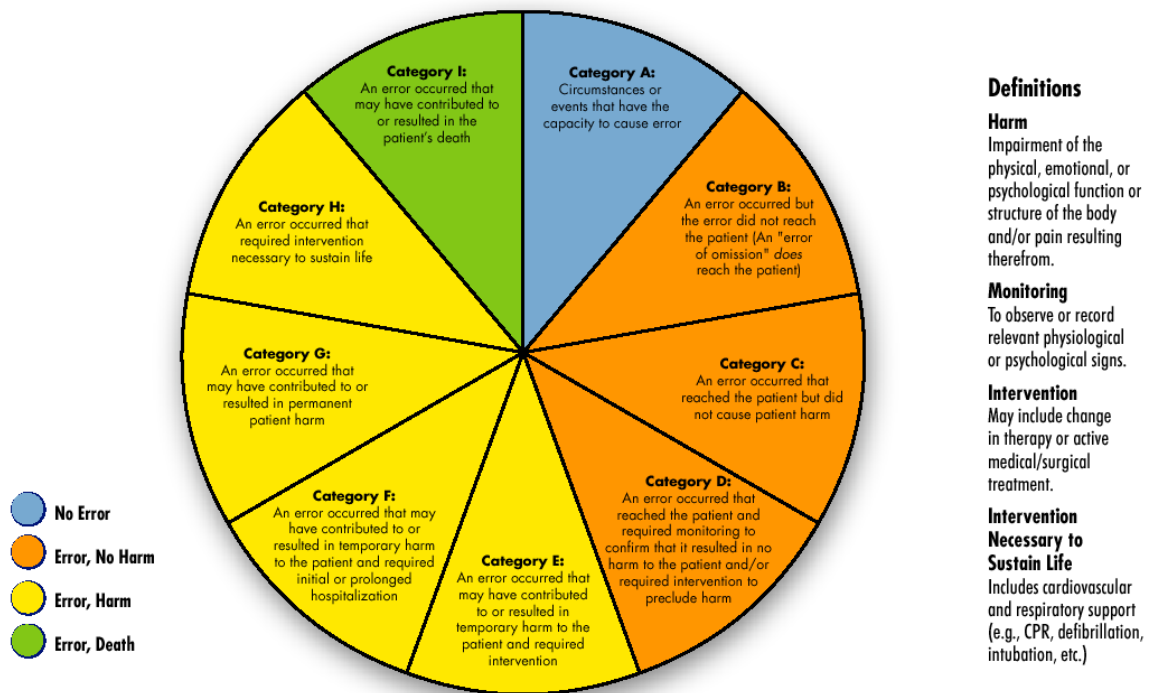 Category I:
An error occurred that
may have contributed to
or resulted in the
patient's death
Category A:
Circumstances or
events that have the
capacity to cause error
Category B:
An error occurred but
the error did not reach
the patient (An "error
of omission" does
reach the patient)
Category C:
An error occurred that
reached the patient but did
not cause patient harm
Category D:
An error occurred that
reached the patient and
required monitoring to
confirm that it resulted in no
harm to the patient and/or
required intervention to
preclude harm
Category E:
An error occurred that
may have contributed
to or resulted in
temporary harm to the
patient and required
intervention
Category F:
An error occurred that may
have contributed to or
resulted in temporary harm
to the patient and required
initial or prolonged
hospitalization
Category G:
An error occurred that
may have contributed to or
resulted in permanent
patient harm
Category H:
An error occurred that
required intervention
necessary to sustain life
No Error
Error, No Harm
Error, Harm
Error, Death
Definitions
Harm
Impairment of the
physical, emotional, or
psychological function or
structure of the body
and/or pain resulting
therefrom.
Monitoring
To observe or record
relevant physiological
or psychological signs.
Intervention
May include change
in therapy or active
medical/surgical
treatment.
Intervention
Necessary to
Sustain Life
Includes cardiovascular
and respiratory support
(e.g., CPR, defibrillation,
intubation, etc.)